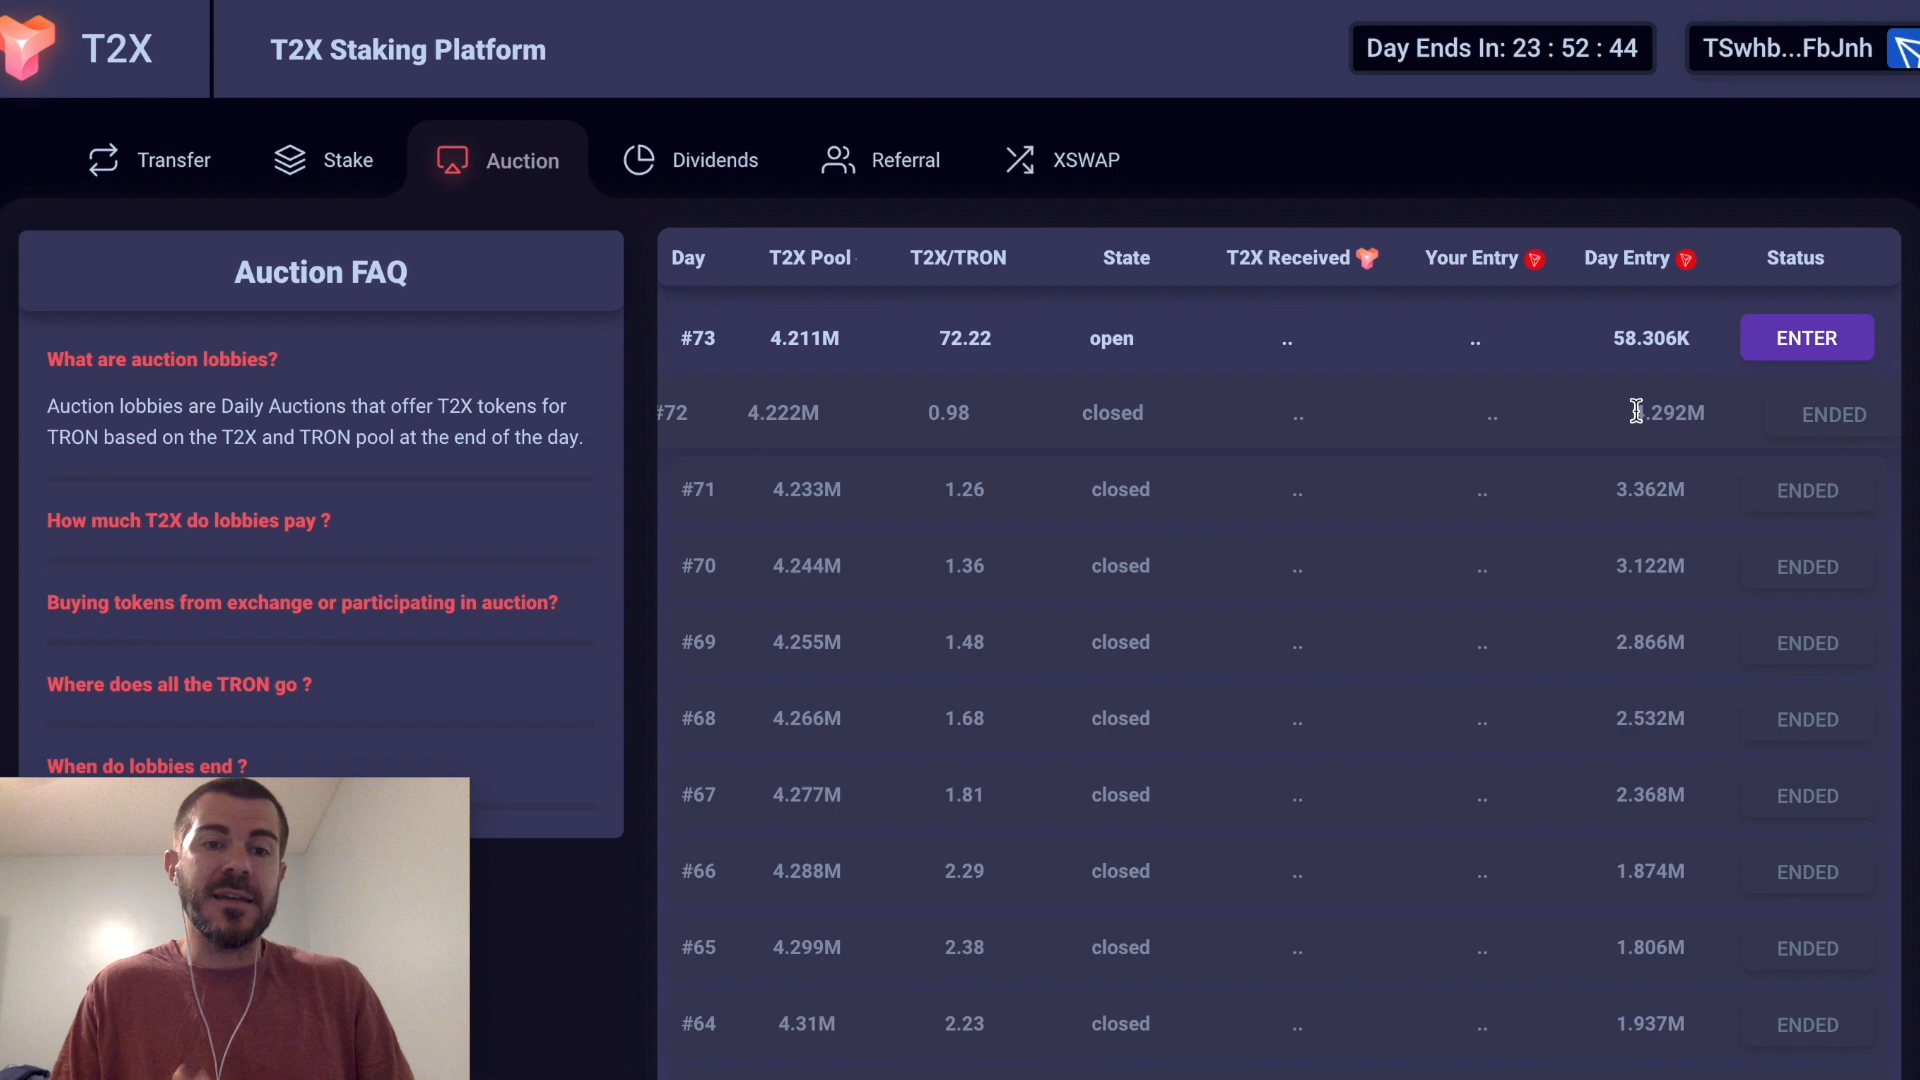 T2X
T2X Staking Platform
Day Ends In: 23 : 52 : 44
TSwhb...FbJnh
Transfer
Stake
Auction
Dividends
Referral
XSWAP
Auction FAQ
What are auction lobbies?
Auction lobbies are Daily Auctions that offer T2X tokens for
TRON based on the T2X and TRON pool at the end of the day.
How much T2X do lobbies pay ?
Buying tokens from exchange or participating in auction?
Where does all the TRON go ?
When do lobbies end ?
Day T2X Pool T2X/TRON State T2X Received Your Entry Day Entry Status
#73 4.211M 72.22 open .. .. 58.306K ENTER
#72 4.222M 0.98 closed .. .. .292M ENDED
#71 4.233M 1.26 closed .. .. 3.362M ENDED
#70 4.244M 1.36 closed .. .. 3.122M ENDED
#69 4.255M 1.48 closed .. .. 2.866M ENDED
#68 4.266M 1.68 closed .. .. 2.532M ENDED
#67 4.277M 1.81 closed .. .. 2.368M ENDED
#66 4.288M 2.29 closed .. .. 1.874M ENDED
#65 4.299M 2.38 closed .. .. 1.806M ENDED
#64 4.31M 2.23 closed .. .. 1.937M ENDED